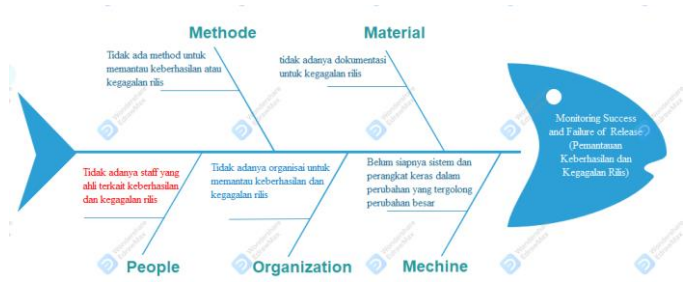 Methode
Material
Tidak ada method untuk
memantau keberhasilan atau
kegagalan rilis
tidak adanya dokumentasi
untuk kegagalan rilis
Monitoring Success
and Failure of Release
(Pemantauan
Keberhasilan dan
Kegagalan Rilis)
Tidak adanya staff yang
ahli terkait keberhasilan
dan kegagalan rilis
Tidak adanya organisai untuk
memantau keberhasilan dan
kegagalan rilis
Belum siapnya sistem dan
perangkat keras dalam
perubahan yang tergolong
perubahan besar
People
Organization
Mechine
Wondershare
EdrawMax